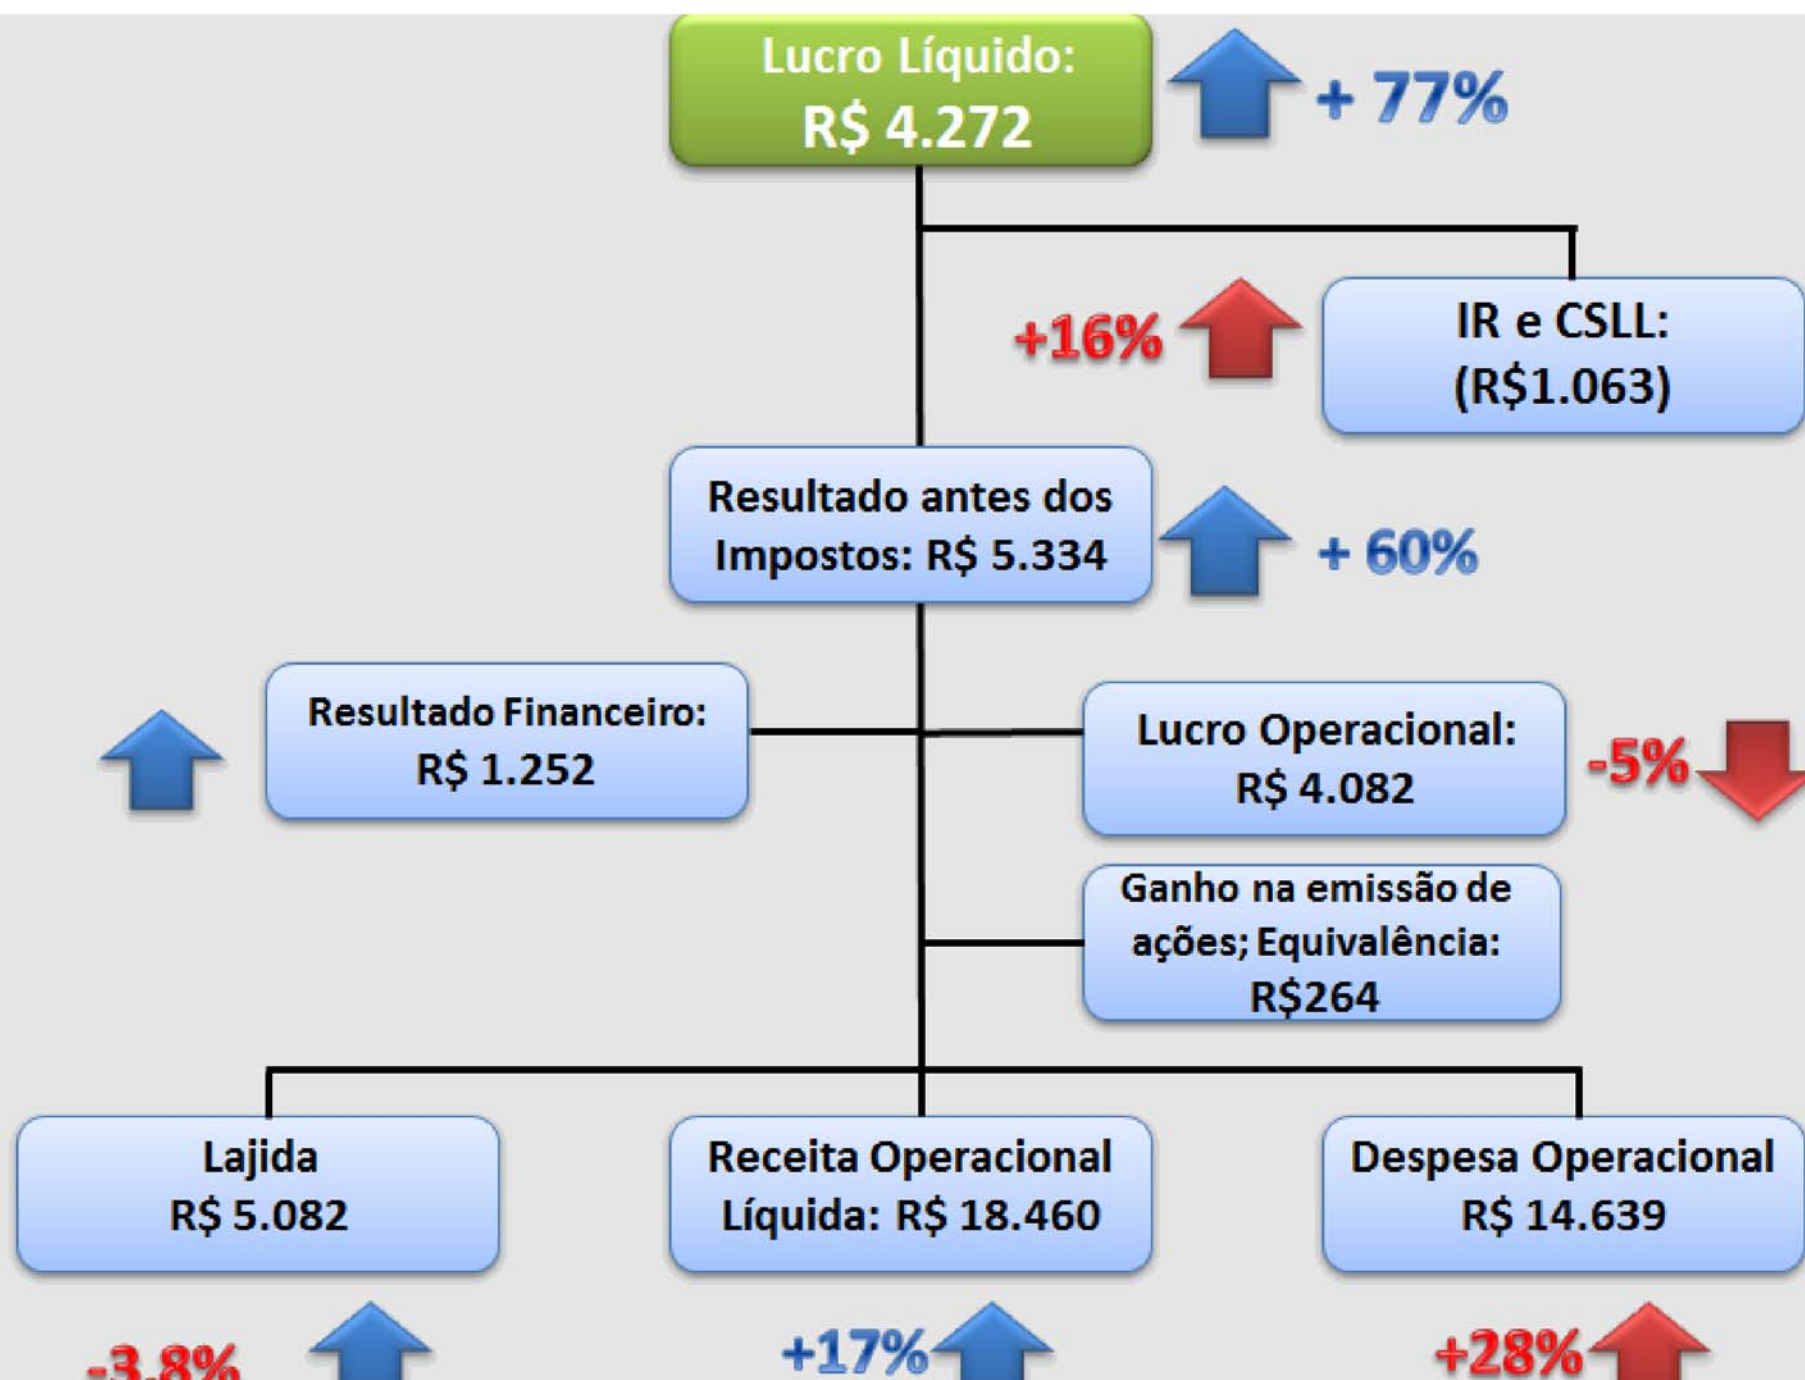 Lucro Líquido:
R$ 4.272
+ 77%
+16%
IR e CSLL:
(R$1.063)
Resultado antes dos
Impostos: R$ 5.334
+ 60%
Resultado Financeiro:
R$ 1.252
Lucro Operacional:
R$ 4.082
-5%
Ganho na emissão de
ações; Equivalência:
R$264
Lajida
R$ 5.082
Receita Operacional
Líquida: R$ 18.460
Despesa Operacional
R$ 14.639
-3,8%
+17%
+28%